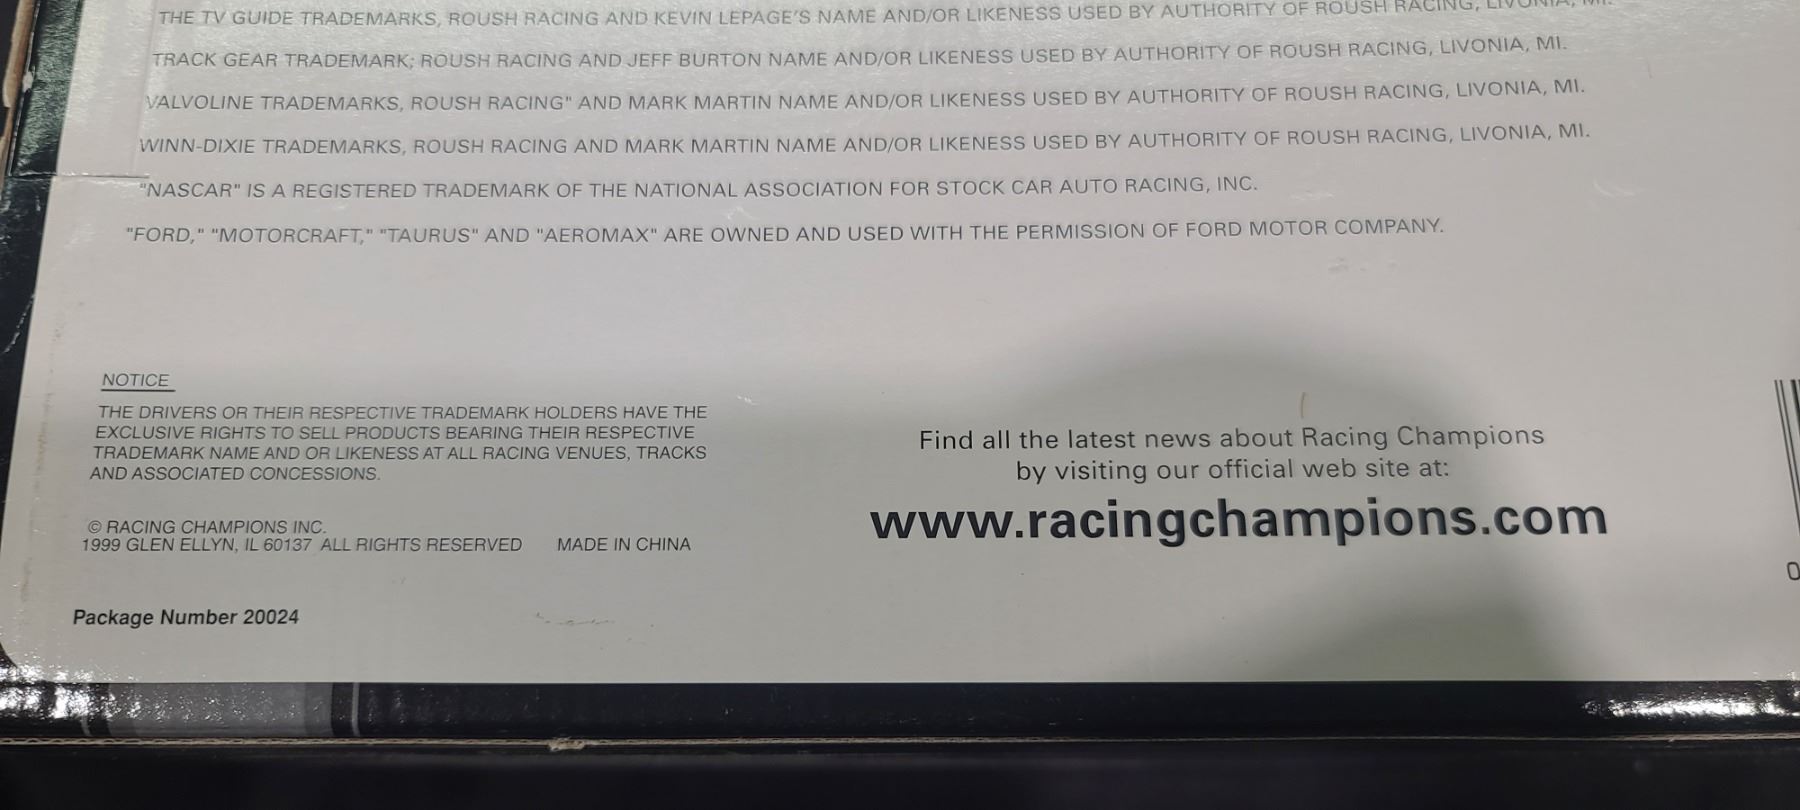 THE TV GUIDE TRADEMARKS, ROUSH RACING AND KEVIN LEPAGE'S NAME AND/OR LIKENESS USED BY AUTHORITY OF ROUSH RACING, LIVONIA, MI.
TRACK GEAR TRADEMARK; ROUSH RACING AND JEFF BURTON NAME AND/OR LIKENESS USED BY AUTHORITY OF ROUSH RACING, LIVONIA, MI.
VALVOLINE TRADEMARKS, ROUSH RACING" AND MARK MARTIN NAME AND/OR LIKENESS USED BY AUTHORITY OF ROUSH RACING, LIVONIA, MI.
WINN-DIXIE TRADEMARKS, ROUSH RACING AND MARK MARTIN NAME AND/OR LIKENESS USED BY AUTHORITY OF ROUSH RACING, LIVONIA, MI.
"NASCAR" IS A REGISTERED TRADEMARK OF THE NATIONAL ASSOCIATION FOR STOCK CAR AUTO RACING, INC.
"FORD," "MOTORCRAFT," "TAURUS" AND "AEROMAX" ARE OWNED AND USED WITH THE PERMISSION OF FORD MOTOR COMPANY.
NOTICE
THE DRIVERS OR THEIR RESPECTIVE TRADEMARK HOLDERS HAVE THE
EXCLUSIVE RIGHTS TO SELL PRODUCTS BEARING THEIR RESPECTIVE
TRADEMARK NAME AND OR LIKENESS AT ALL RACING VENUES, TRACKS
AND ASSOCIATED CONCESSIONS.
© RACING CHAMPIONS INC.
1999 GLEN ELLYN, IL 60137 ALL RIGHTS RESERVED MADE IN CHINA
Package Number 20024
Find all the latest news about Racing Champions
by visiting our official web site at:
www.racingchampions.com
0